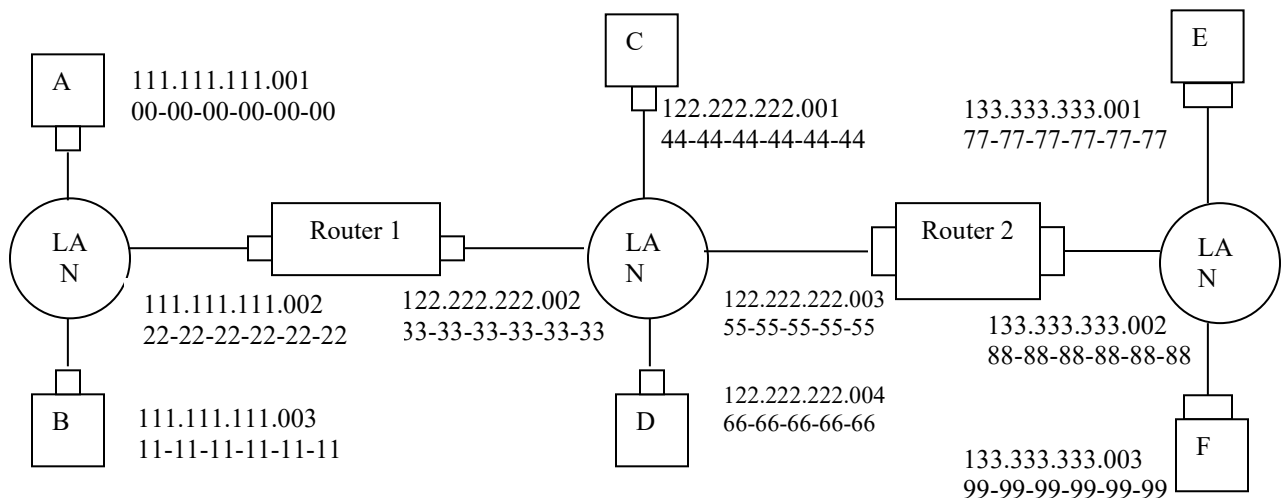 A
111.111.111.001
00-00-00-00-00-00
C
122.222.222.001
44-44-44-44-44-44
E
133.333.333.001
77-77-77-77-77-77
LA
N
Router 1
LA
N
Router 2
LA
N
111.111.111.002
22-22-22-22-22-22
122.222.222.002
33-33-33-33-33-33
122.222.222.003
55-55-55-55-55
133.333.333.002
88-88-88-88-88-88
B
111.111.111.003
11-11-11-11-11-11
D
122.222.222.004
66-66-66-66-66
F
133.333.333.003
99-99-99-99-99-99